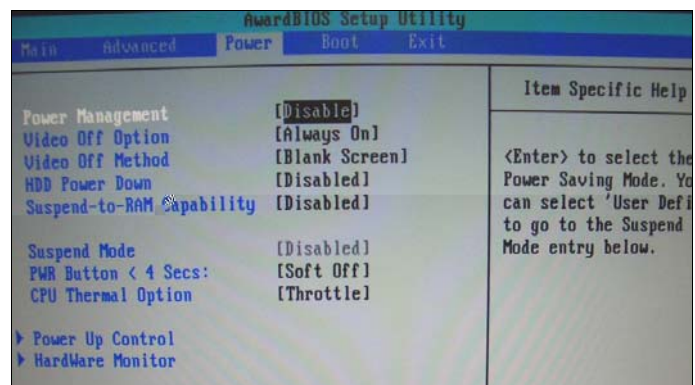 AwardBIOS Setup Utility
Main Advanced Power Boot Exit
Power Management [Disable]
Video Off Option [Always On]
Video Off Method [Blank Screen]
HDD Power Down [Disabled]
Suspend-to-RAM Capability [Disabled]
Suspend Mode [Disabled]
PWR Button < 4 Secs: [Soft Off]
CPU Thermal Option [Throttle]
Power Up Control
HardWare Monitor
Item Specific Help
<Enter> to select the
Power Saving Mode. Yo
can select 'User Defi
to go to the Suspend
Mode entry below.